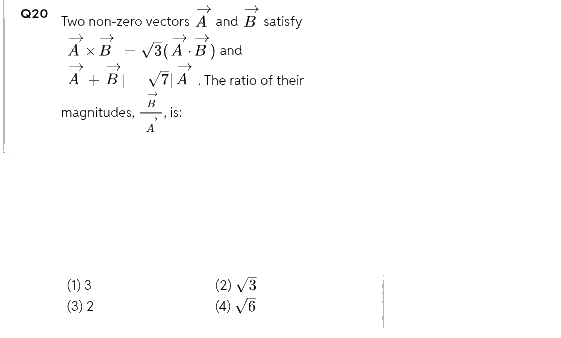 Q20 Two non-zero vectors A⃗ and B⃗ satisfy
A⃗ × B⃗ = √3( A⃗ · B⃗ ) and
A⃗ + B⃗ | √7| A⃗ . The ratio of their
magnitudes, B⃗ / A⃗ , is:
(1) 3 (2) √3
(3) 2 (4) √6